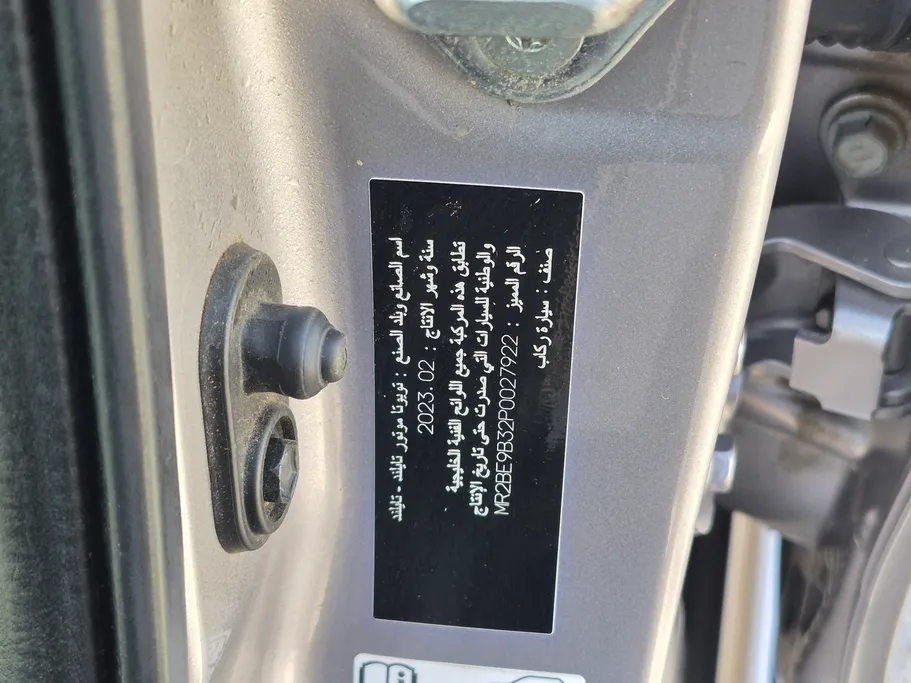 اسم الصانع وبلد الصنع : تويوتا موتور تايلند - تايلند
سنة وشهر الانتاج : 2023.02
تطابق هذه المركبة جميع اللوائح الفنية الخليجية
والوطنية للسيارات التي صدرت حتى تاريخ الإنتاج
الرقم المميز : MR2BE9B32P0027922
صنف : سيارة ركاب